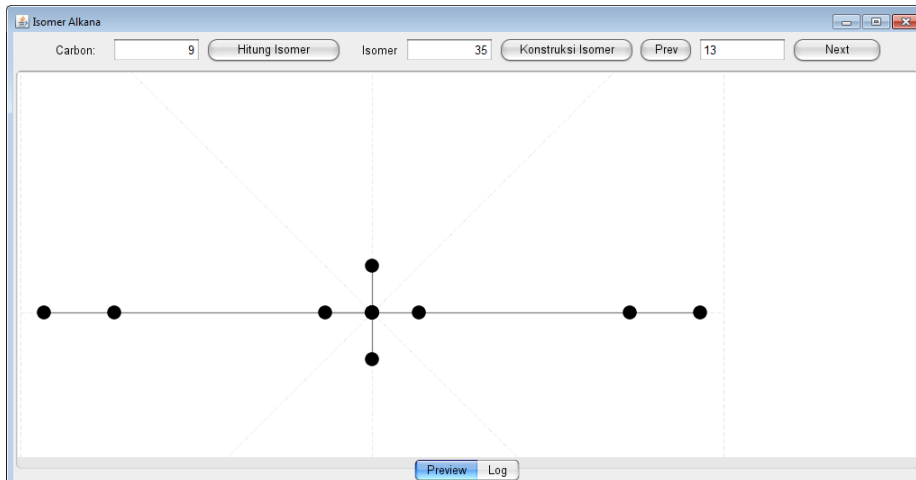 Isomer Alkana
Carbon: 9 Hitung Isomer Isomer 35 Konstruksi Isomer Prev 13 Next
Preview Log